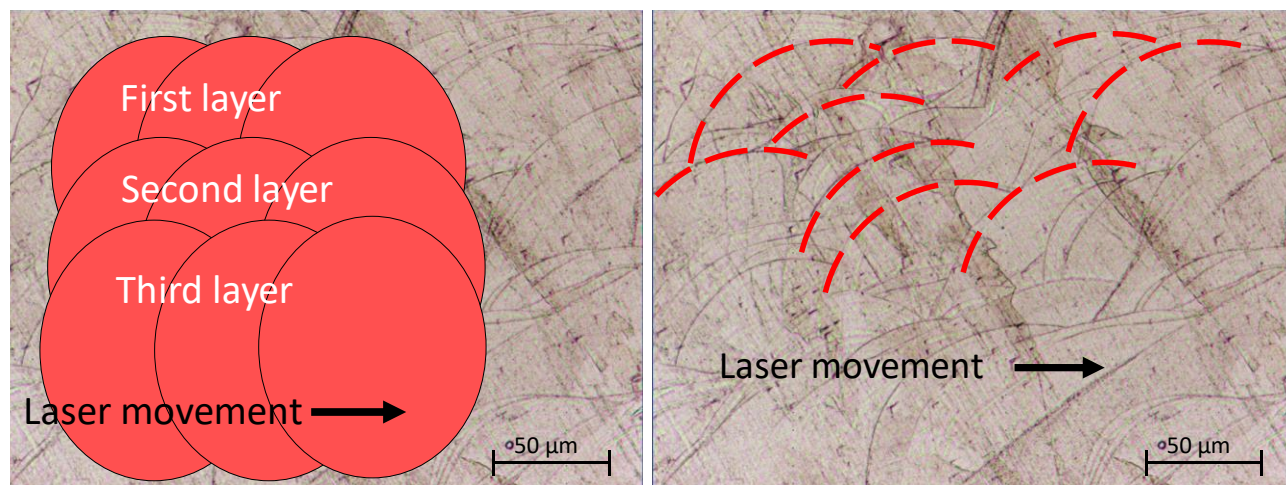 First layer
Second layer
Third layer
Laser movement
50 µm
Laser movement
50 µm